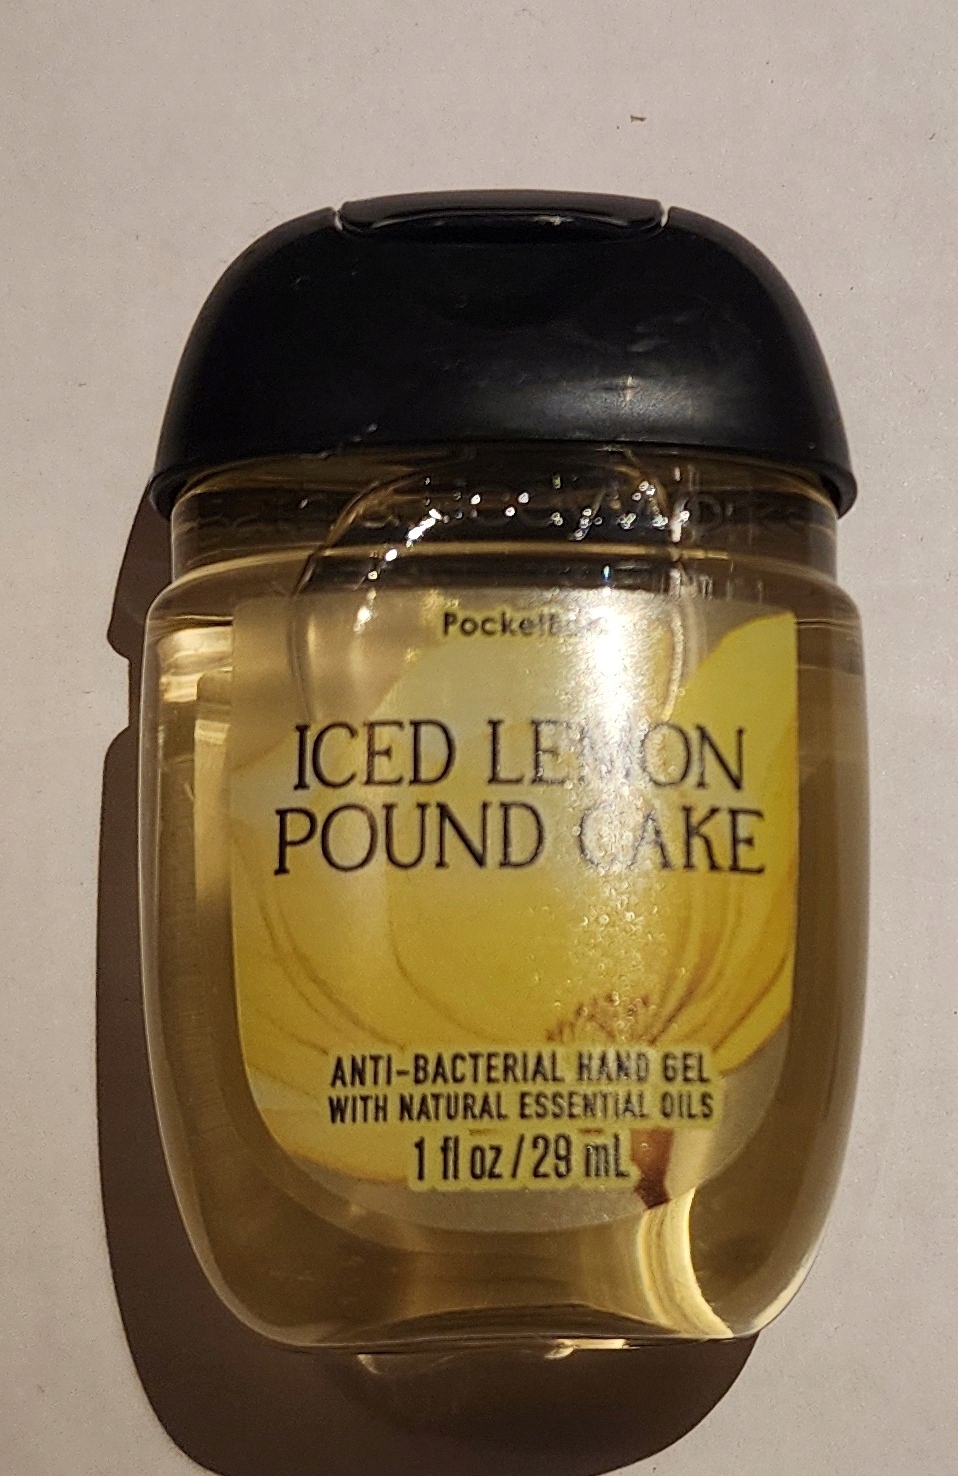 ICED LEMON
POUND CAKE
ANTI-BACTERIAL HAND GEL
WITH NATURAL ESSENTIAL OILS
1 fl oz / 29 mL